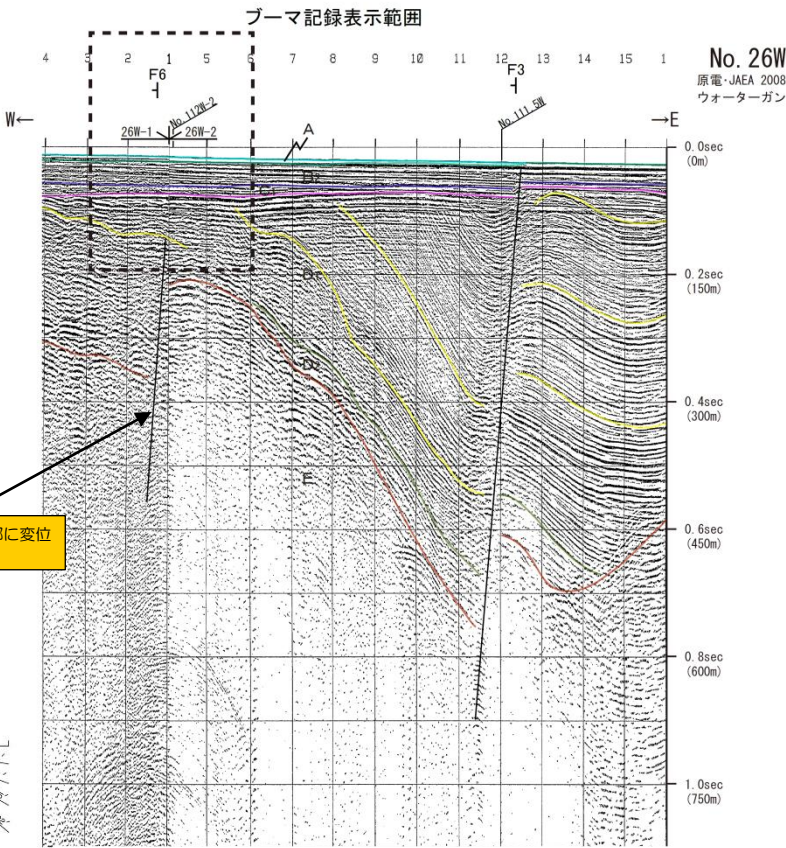 ブーマ記録表示範囲
No. 26W
原電・JAEA 2008
ウォーターガン
4 3 2 1 5 6 7 8 9 10 11 12 13 14 15 1
F6
F3
No.112W-2
No.111.5W
W←
→E
26W-1
26W-2
A
0.0sec
(0m)
B2
C1
0.2sec
(150m)
0.4sec
(300m)
E
部に変位
0.6sec
(450m)
0.8sec
(600m)
1.0sec
(750m)